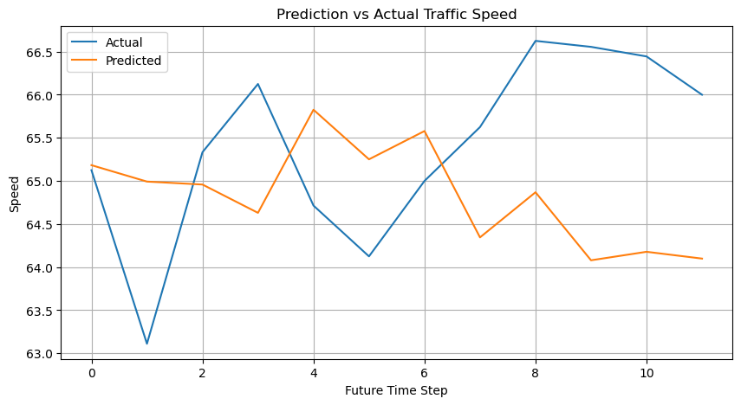 Prediction vs Actual Traffic Speed
Actual
Predicted
66.5
66.0
65.5
65.0
64.5
64.0
63.5
63.0
Speed
0 2 4 6 8 10
Future Time Step